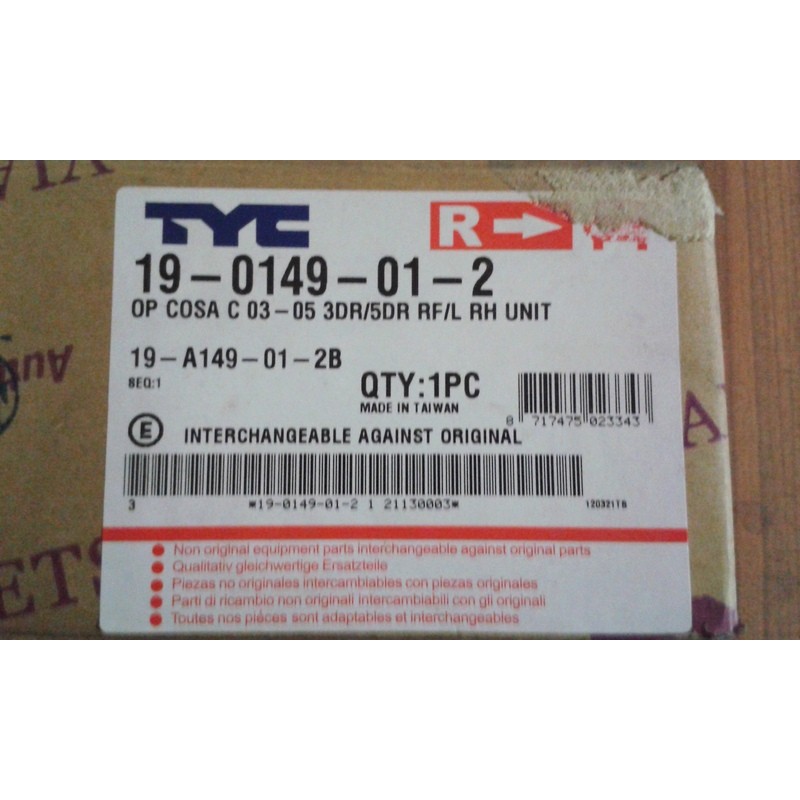 TYC R
19-0149-01-2
OP COSA C 03-05 3DR/5DR RF/L RH UNIT
19-A149-01-2B
SEQ:1
QTY:1PC
MADE IN TAIWAN
8 717475 023343
E INTERCHANGEABLE AGAINST ORIGINAL
3 *19-0149-01-2 1 21130003* 120321TB
Non original equipment parts interchangeable against original parts
Qualitativ gleichwertige Ersatzteile
Piezas no originales intercambiables con piezas originales
Parti di ricambio non originali intercambiabili con gli originali
Toutes nos piéces sont adaptables et interchangeables